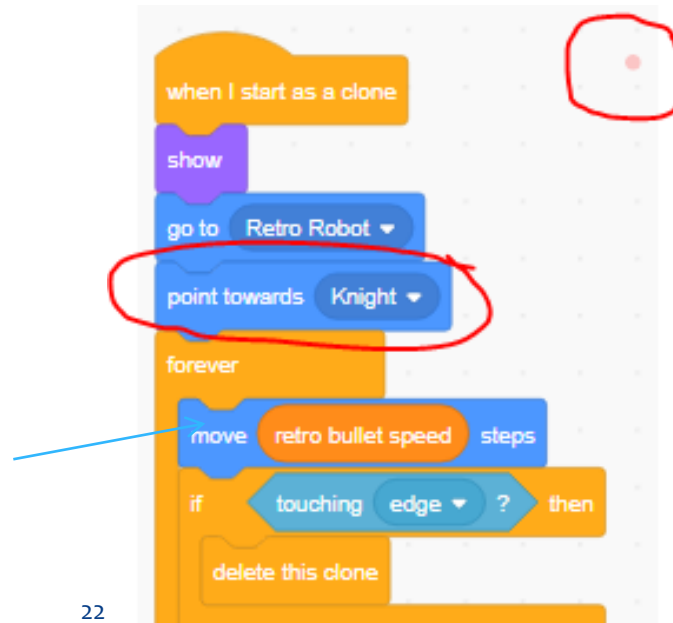 when I start as a clone
show
go to Retro Robot
point towards Knight
forever
move retro bullet speed steps
if touching edge ? then
delete this clone
22